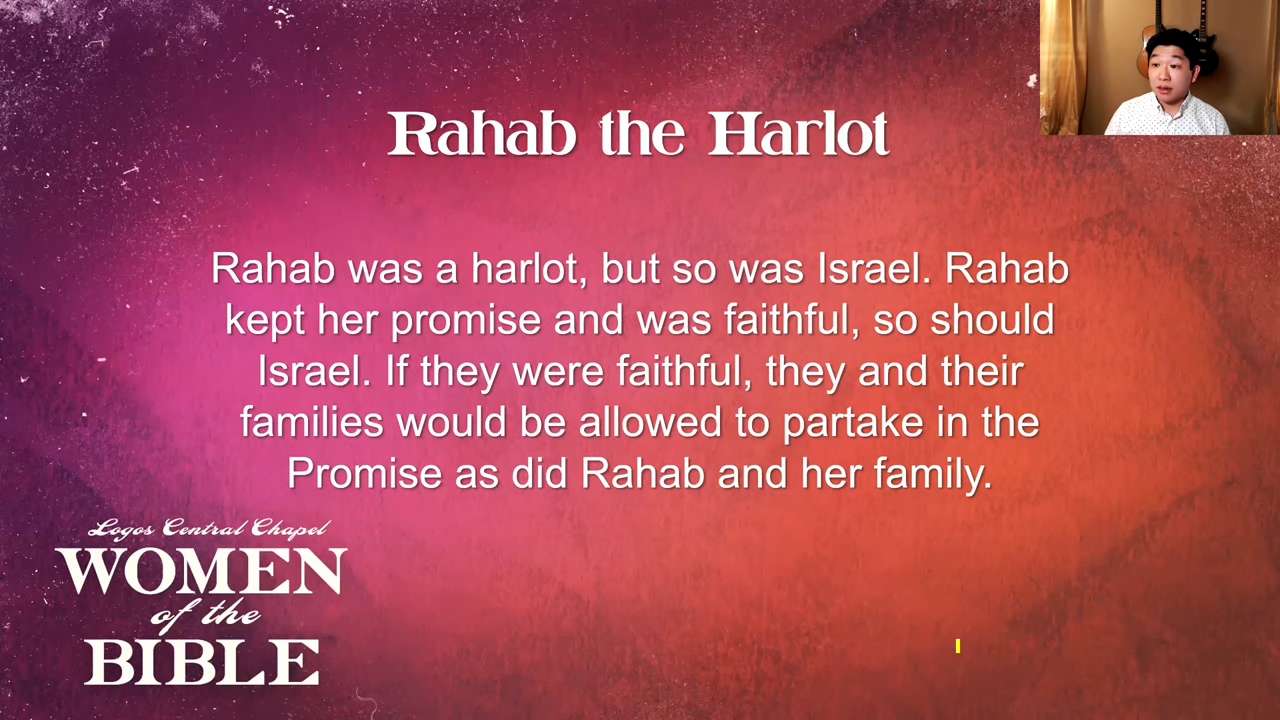 Rahab the Harlot
Rahab was a harlot, but so was Israel. Rahab
kept her promise and was faithful, so should
Israel. If they were faithful, they and their
families would be allowed to partake in the
Promise as did Rahab and her family.
Logos Central Chapel
WOMEN
of the
BIBLE